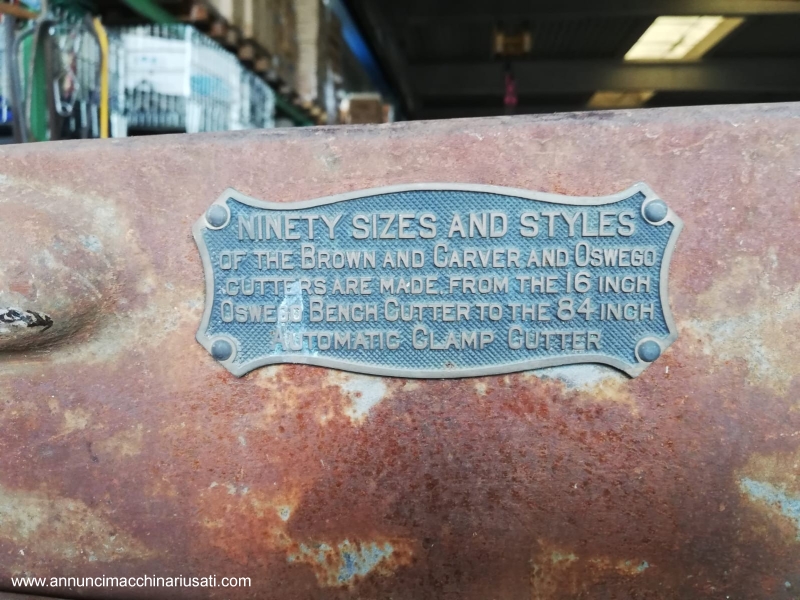 NINETY SIZES AND STYLES
OF THE BROWN AND CARVER AND OSWEGO
CUTTERS ARE MADE FROM THE 16 INCH
OSWEGO BENCH CUTTER TO THE 84 INCH
AUTOMATIC CLAMP CUTTER
www.annuncimacchinariusati.com